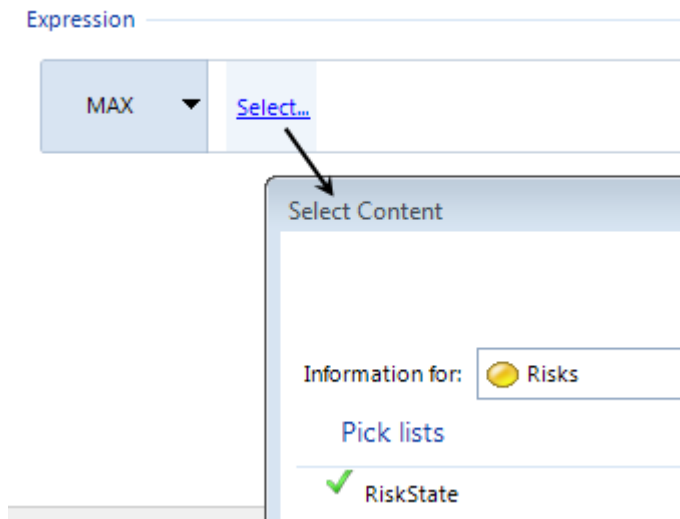 Expression
MAX
Select...
Select Content
Information for:
Risks
Pick lists
RiskState